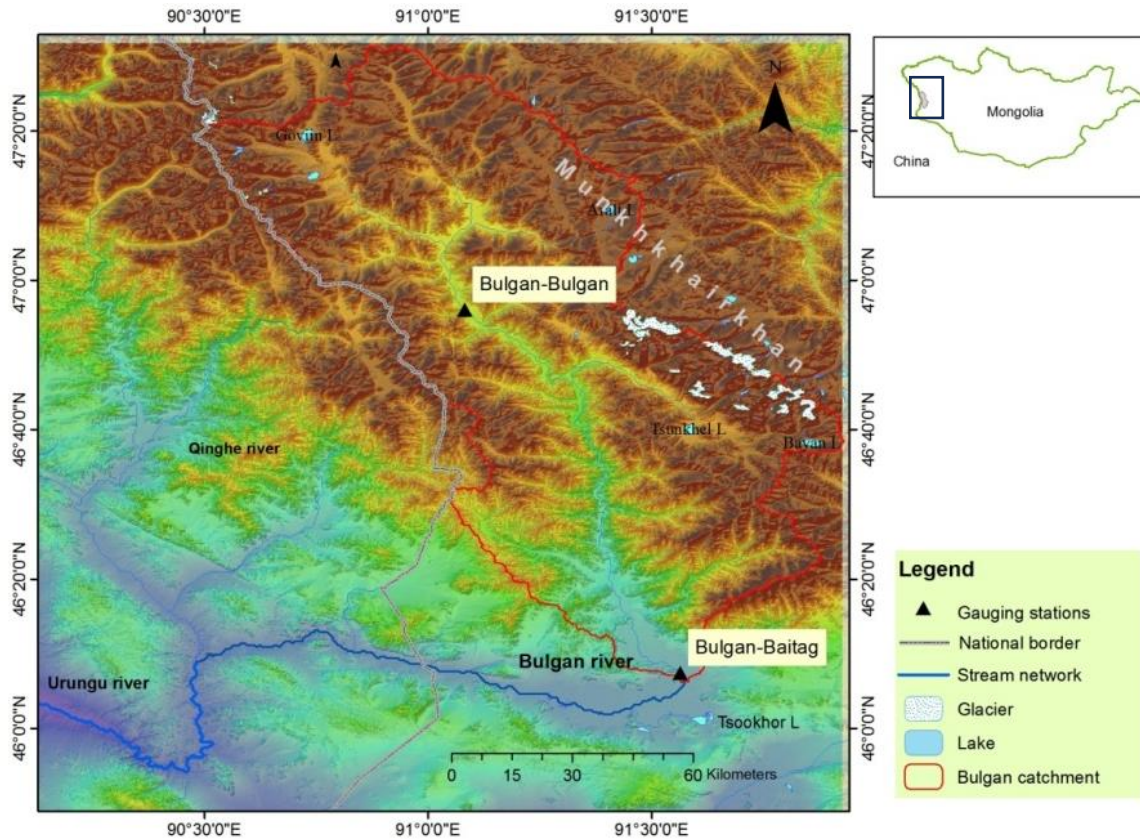 90°30'0"E
91°0'0"E
91°30'0"E
47°20'0"N
47°0'0"N
46°40'0"N
46°20'0"N
46°0'0"N
N
Mongolia
China
Munkhkhairkhan
Bulgan-Bulgan
Tsunkhel L
Bayan L
Qinghe river
Bulgan-Baitag
Bulgan river
Urungu river
Tsookhor L
0 15 30 60 Kilometers
47°20'0"N
47°0'0"N
46°40'0"N
46°20'0"N
46°0'0"N
90°30'0"E
91°0'0"E
91°30'0"E
Legend
Gauging stations
National border
Stream network
Glacier
Lake
Bulgan catchment